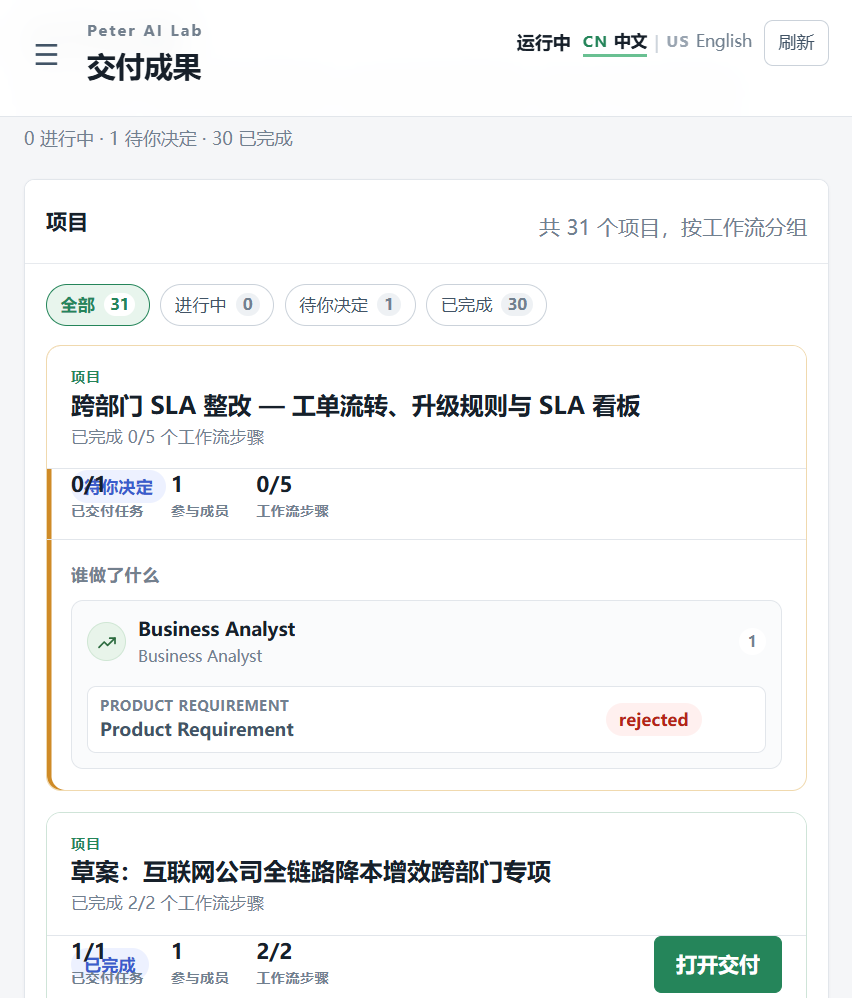 Peter AI Lab
交付成果
运行中 CN 中文 | US English 刷新
0 进行中 · 1 待你决定 · 30 已完成
项目
共 31 个项目，按工作流分组
全部 31 进行中 0 待你决定 1 已完成 30
项目
跨部门 SLA 整改 — 工单流转、升级规则与 SLA 看板
已完成 0/5 个工作流步骤
待你决定
0/1 1 0/5
已交付任务 参与成员 工作流步骤
谁做了什么
Business Analyst
Business Analyst
1
PRODUCT REQUIREMENT
Product Requirement
rejected
项目
草案：互联网公司全链路降本增效跨部门专项
已完成 2/2 个工作流步骤
已完成
1/1 1 2/2
已交付任务 参与成员 工作流步骤
打开交付